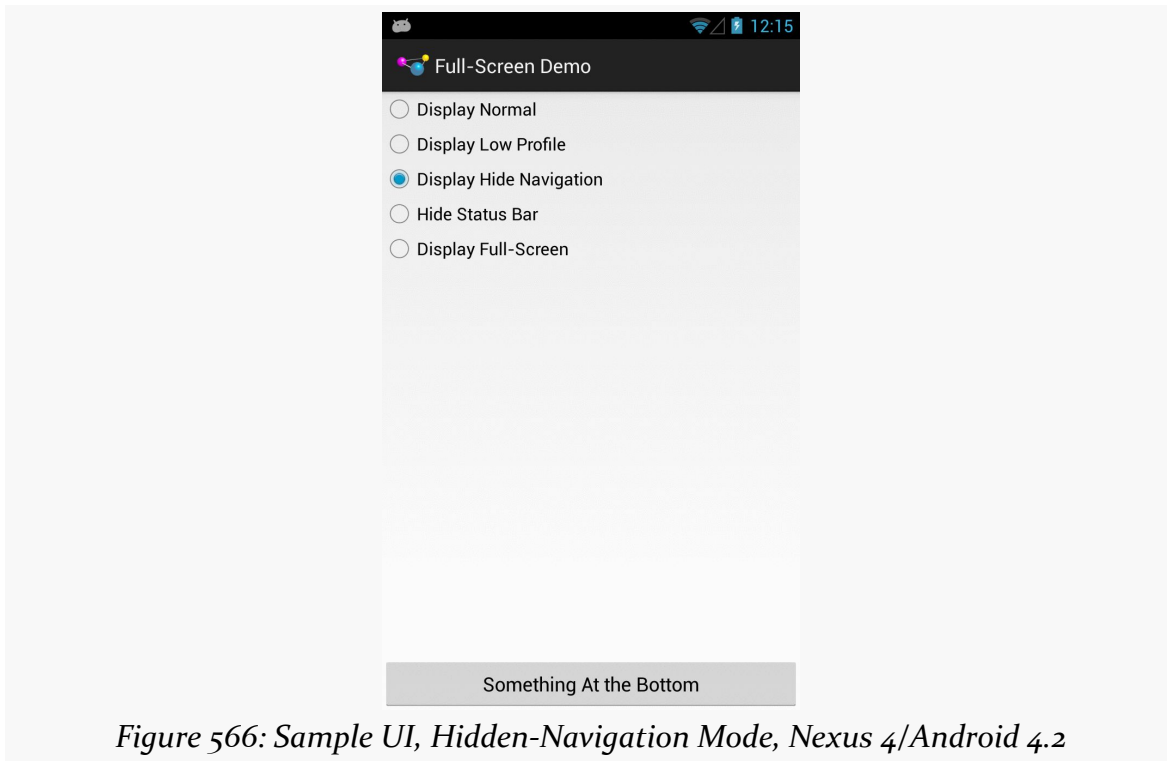 12:15
Full-Screen Demo
Display Normal
Display Low Profile
Display Hide Navigation
Hide Status Bar
Display Full-Screen
Something At the Bottom
Figure 566: Sample UI, Hidden-Navigation Mode, Nexus 4/Android 4.2